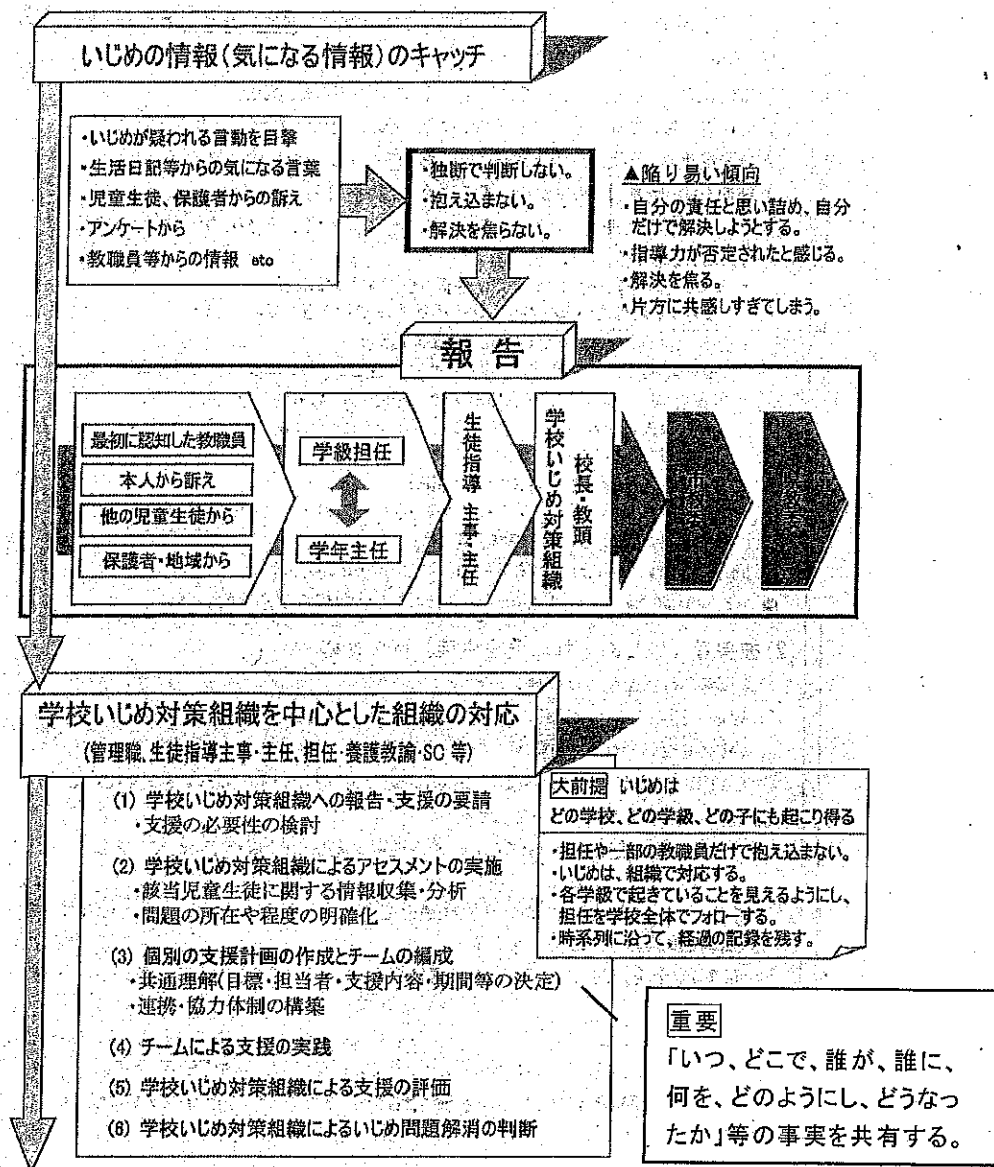 いじめの情報(気になる情報)のキャッチ
・いじめが疑われる言動を目撃
・生活日記等からの気になる言葉
・児童生徒、保護者からの訴え
・アンケートから
・教職員等からの情報 etc
・独断で判断しない。
・抱え込まない。
・解決を焦らない。
▲陥り易い傾向
・自分の責任と思い詰め、自分
だけで解決しようとする。
・指導力が否定されたと感じる。
・解決を焦る。
・片方に共感しすぎてしまう。
報告
最初に認知した教職員
本人から訴え
他の児童生徒から
保護者・地域から
学級担任
学年主任
生徒指導 主事・主任
学校いじめ対策組織
校長・教頭
市教委
県教委
学校いじめ対策組織を中心とした組織の対応
(管理職、生徒指導主事・主任、担任・養護教諭・SC 等)
(1) 学校いじめ対策組織への報告・支援の要請
・支援の必要性の検討
(2) 学校いじめ対策組織によるアセスメントの実施
・該当児童生徒に関する情報収集・分析
・問題の所在や程度の明確化
(3) 個別の支援計画の作成とチームの編成
・共通理解(目標・担当者・支援内容・期間等の決定)
・連携・協力体制の構築
(4) チームによる支援の実践
(5) 学校いじめ対策組織による支援の評価
(6) 学校いじめ対策組織によるいじめ問題解消の判断
大前提 いじめは
どの学校、どの学級、どの子にも起こり得る
・担任や一部の教職員だけで抱え込まない。
・いじめは、組織で対応する。
・各学級で起きていることを見えるようにし、
担任を学校全体でフォローする。
・時系列に沿って、経過の記録を残す。
重要
「いつ、どこで、誰が、誰に、
何を、どのようにし、どうなっ
たか」等の事実を共有する。